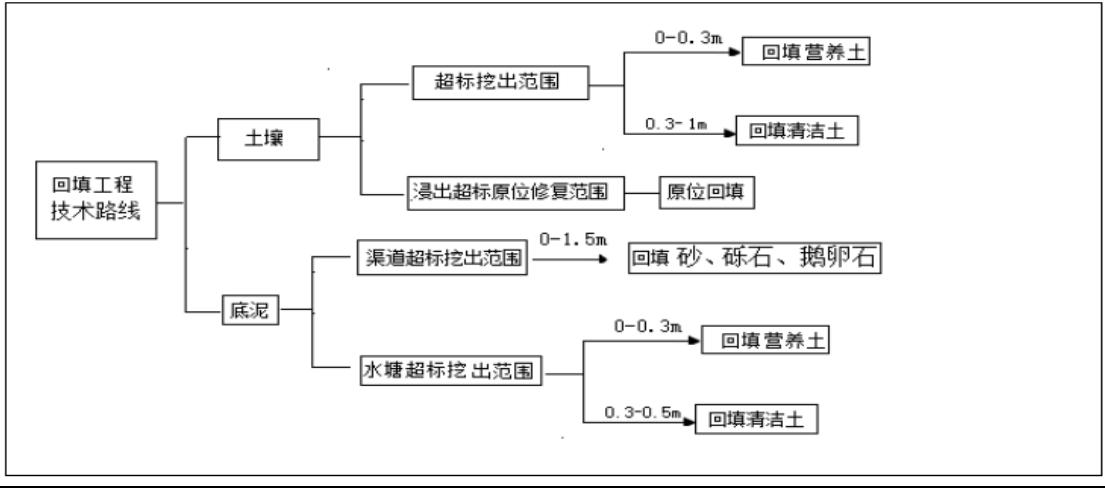 0-0.3m
回填营养土
超标挖出范围
0.3-1m
回填清洁土
土壤
回填工程
技术路线
浸出超标原位修复范围
原位回填
渠道超标挖出范围
0-1.5m
回填 砂、砾石、鹅卵石
底泥
0-0.3m
回填营养土
水塘超标挖出范围
0.3-0.5m
回填清洁土